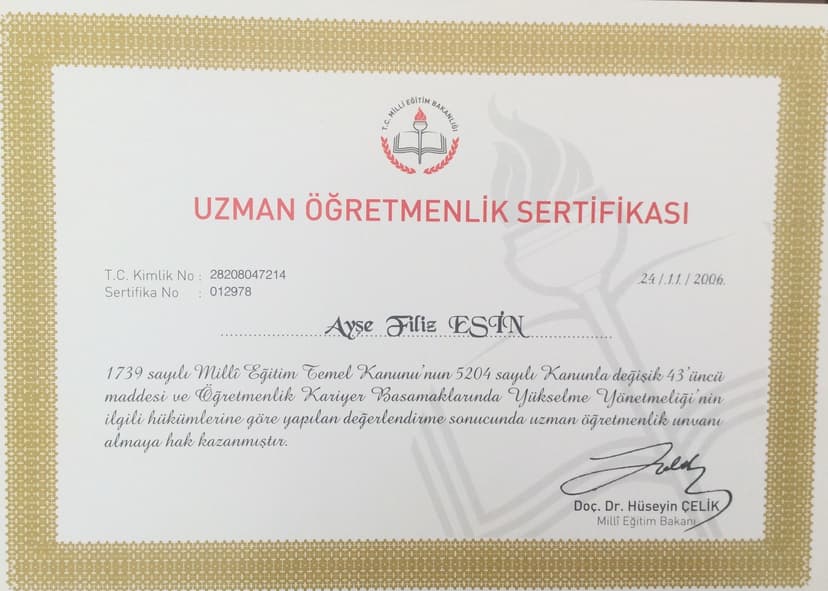 T.C. MİLLİ EĞİTİM BAKANLIĞI
UZMAN ÖĞRETMENLİK SERTİFİKASI
T.C. Kimlik No : 28208047214
24 / 11 / 2006.
Sertifika No : 012978
Ayşe Filiz ESİN
1739 sayılı Millî Eğitim Temel Kanunu'nun 5204 sayılı Kanunla değişik 43'üncü
maddesi ve Öğretmenlik Kariyer Basamaklarında Yükselme Yönetmeliği'nin
ilgili hükümlerine göre yapılan değerlendirme sonucunda uzman öğretmenlik unvanı
almaya hak kazanmıştır.
Doç. Dr. Hüseyin ÇELİK
Millî Eğitim Bakanı